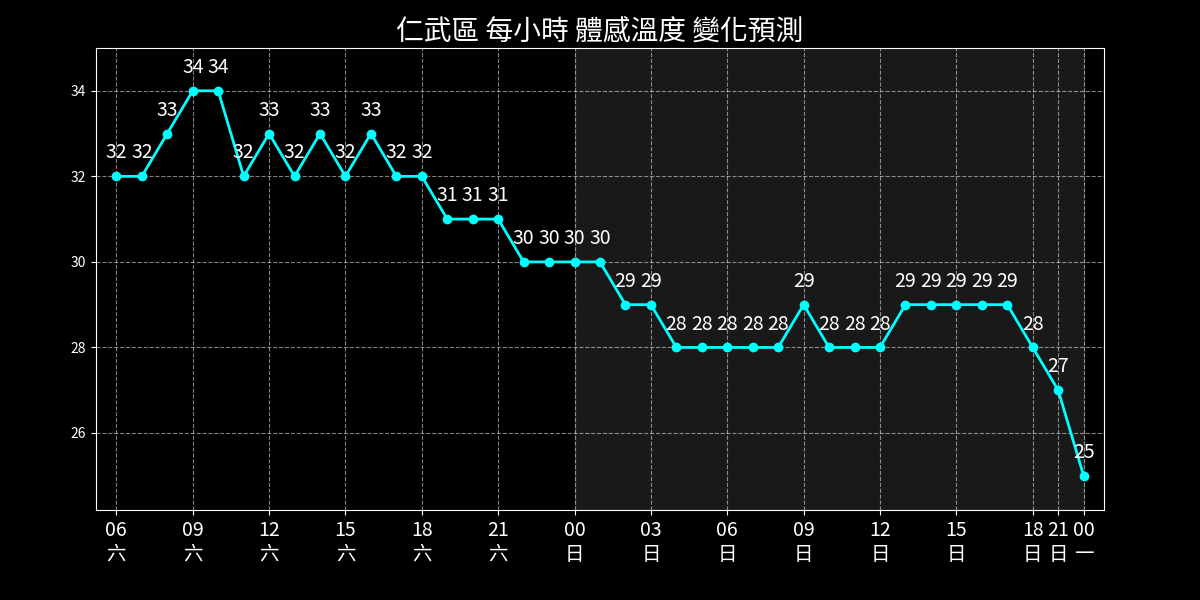 仁武區 每小時 體感溫度 變化預測
34 34
34
33 33 33 33
32 32 32 32 32 32 32
32
31 31 31
30 30 30 30
30
29 29 29 29 29 29 29 29
28 28 28 28 28 28 28 28 28
28
27
26
25
06 09 12 15 18 21 00 03 06 09 12 15 18 21 00
六 六 六 六 六 六 日 日 日 日 日 日 日 日 一